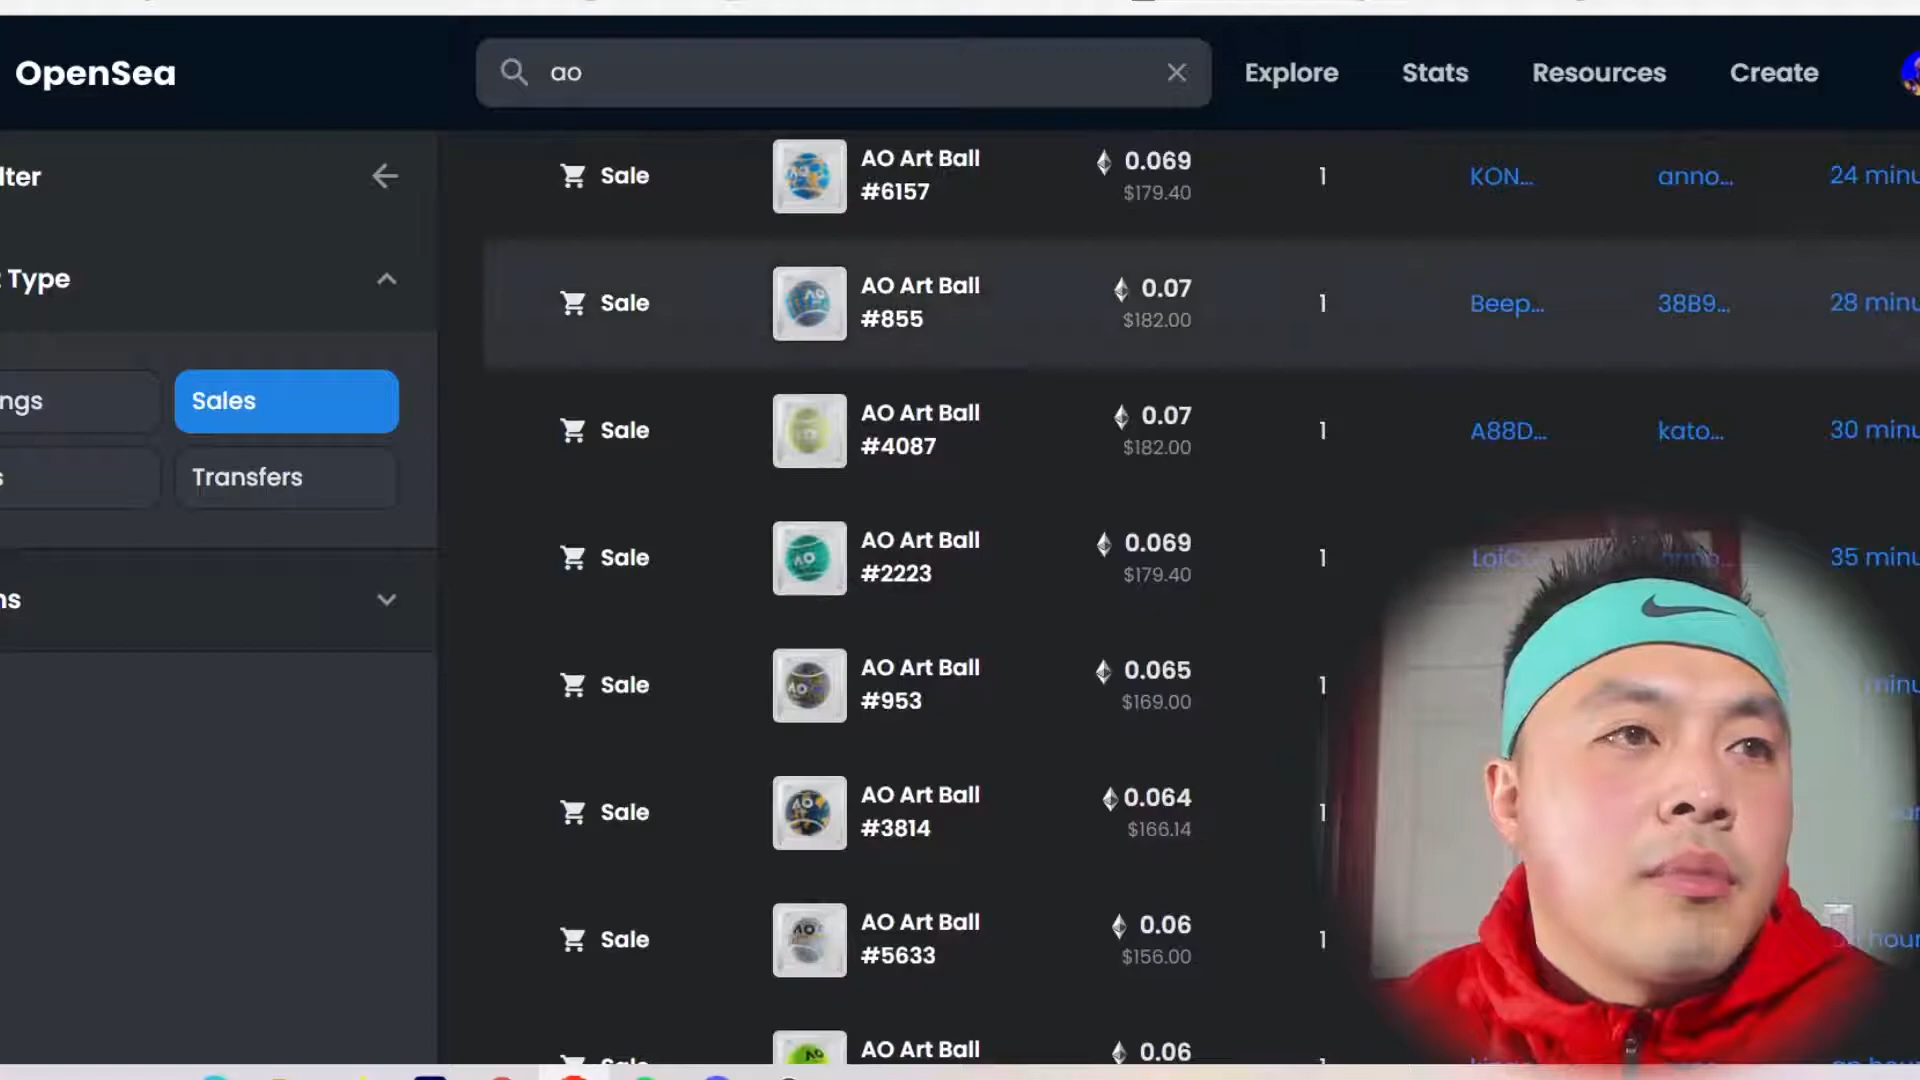 OpenSea
ao
Explore
Stats
Resources
Create
lter
Type
ngs
Sales
s
Transfers
ns
Sale
AO Art Ball
#6157
0.069
$179.40
1
KON...
anno...
24 minu
Sale
AO Art Ball
#855
0.07
$182.00
1
Beep...
38B9...
28 minu
Sale
AO Art Ball
#4087
0.07
$182.00
1
A88D...
kato...
30 minu
Sale
AO Art Ball
#2223
0.069
$179.40
1
35 minu
Sale
AO Art Ball
#953
0.065
$169.00
1
minu
Sale
AO Art Ball
#3814
0.064
$166.14
1
Sale
AO Art Ball
#5633
0.06
$156.00
1
hour
AO Art Ball
0.06